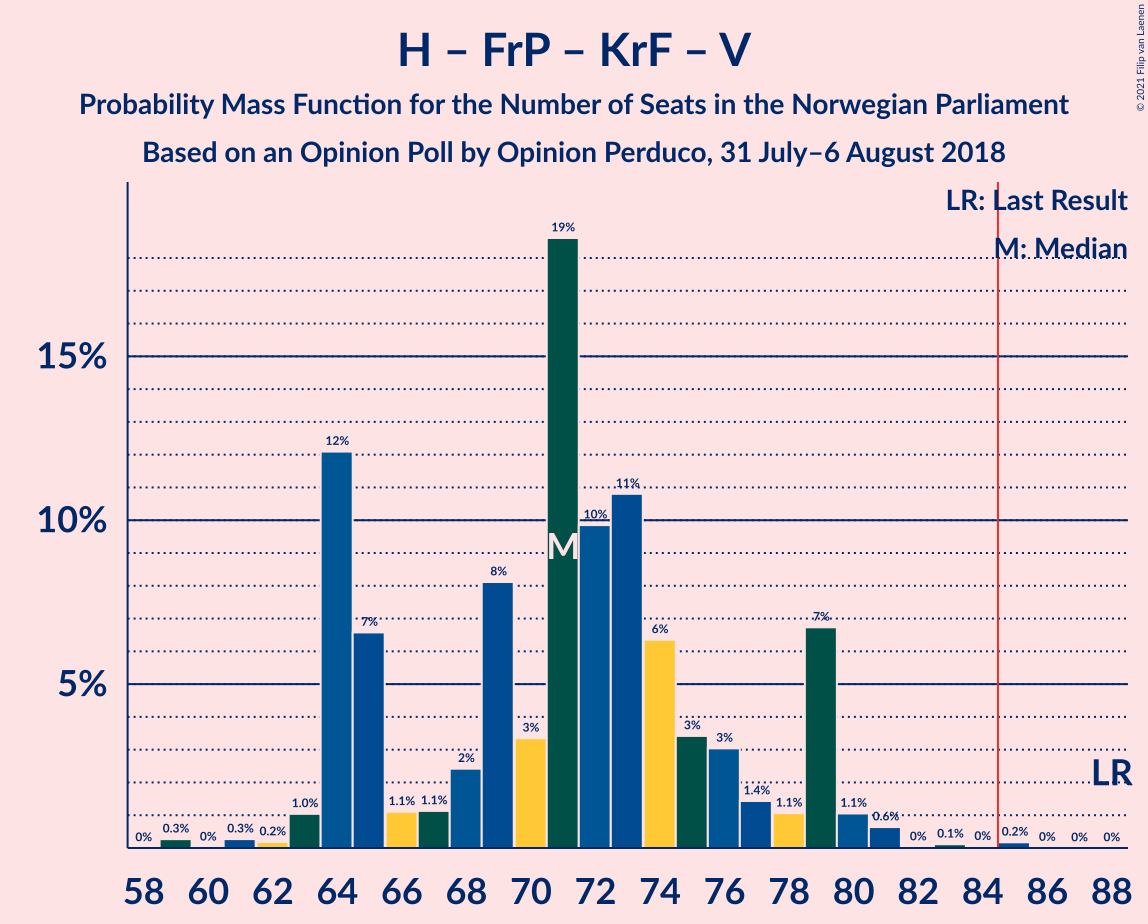 © 2021 Filip van Laenen
H – FrP – KrF – V
Probability Mass Function for the Number of Seats in the Norwegian Parliament
Based on an Opinion Poll by Opinion Perduco, 31 July–6 August 2018
LR: Last Result
M: Median
15%
10%
5%
0% 0.3% 0% 0.3% 0.2% 1.0% 12% 7% 1.1% 1.1% 2% 8% 3% 19% 10% 11% 6% 3% 3% 1.4% 1.1% 7% 1.1% 0.6% 0% 0.1% 0% 0.2% 0% 0% 0%
M
LR
58 60 62 64 66 68 70 72 74 76 78 80 82 84 86 88